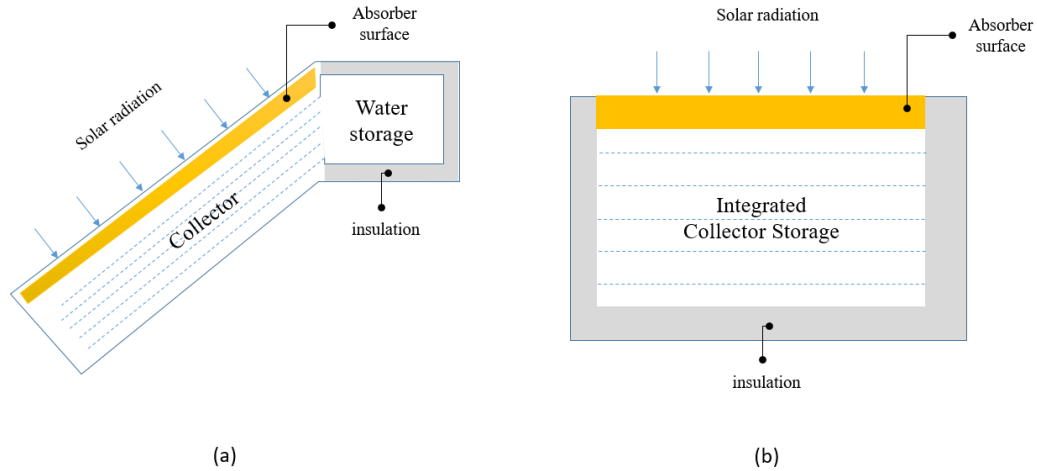 Absorber
surface
Solar radiation
Water
storage
Collector
insulation
(a)
Solar radiation
Absorber
surface
Integrated
Collector Storage
insulation
(b)